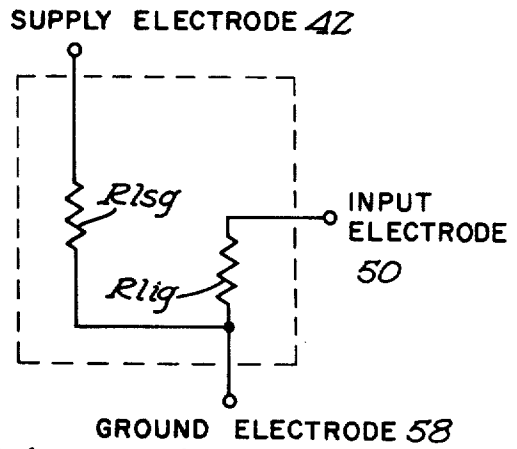 SUPPLY ELECTRODE 42
Rlsg
INPUT
ELECTRODE
50
Rlig
GROUND ELECTRODE 58